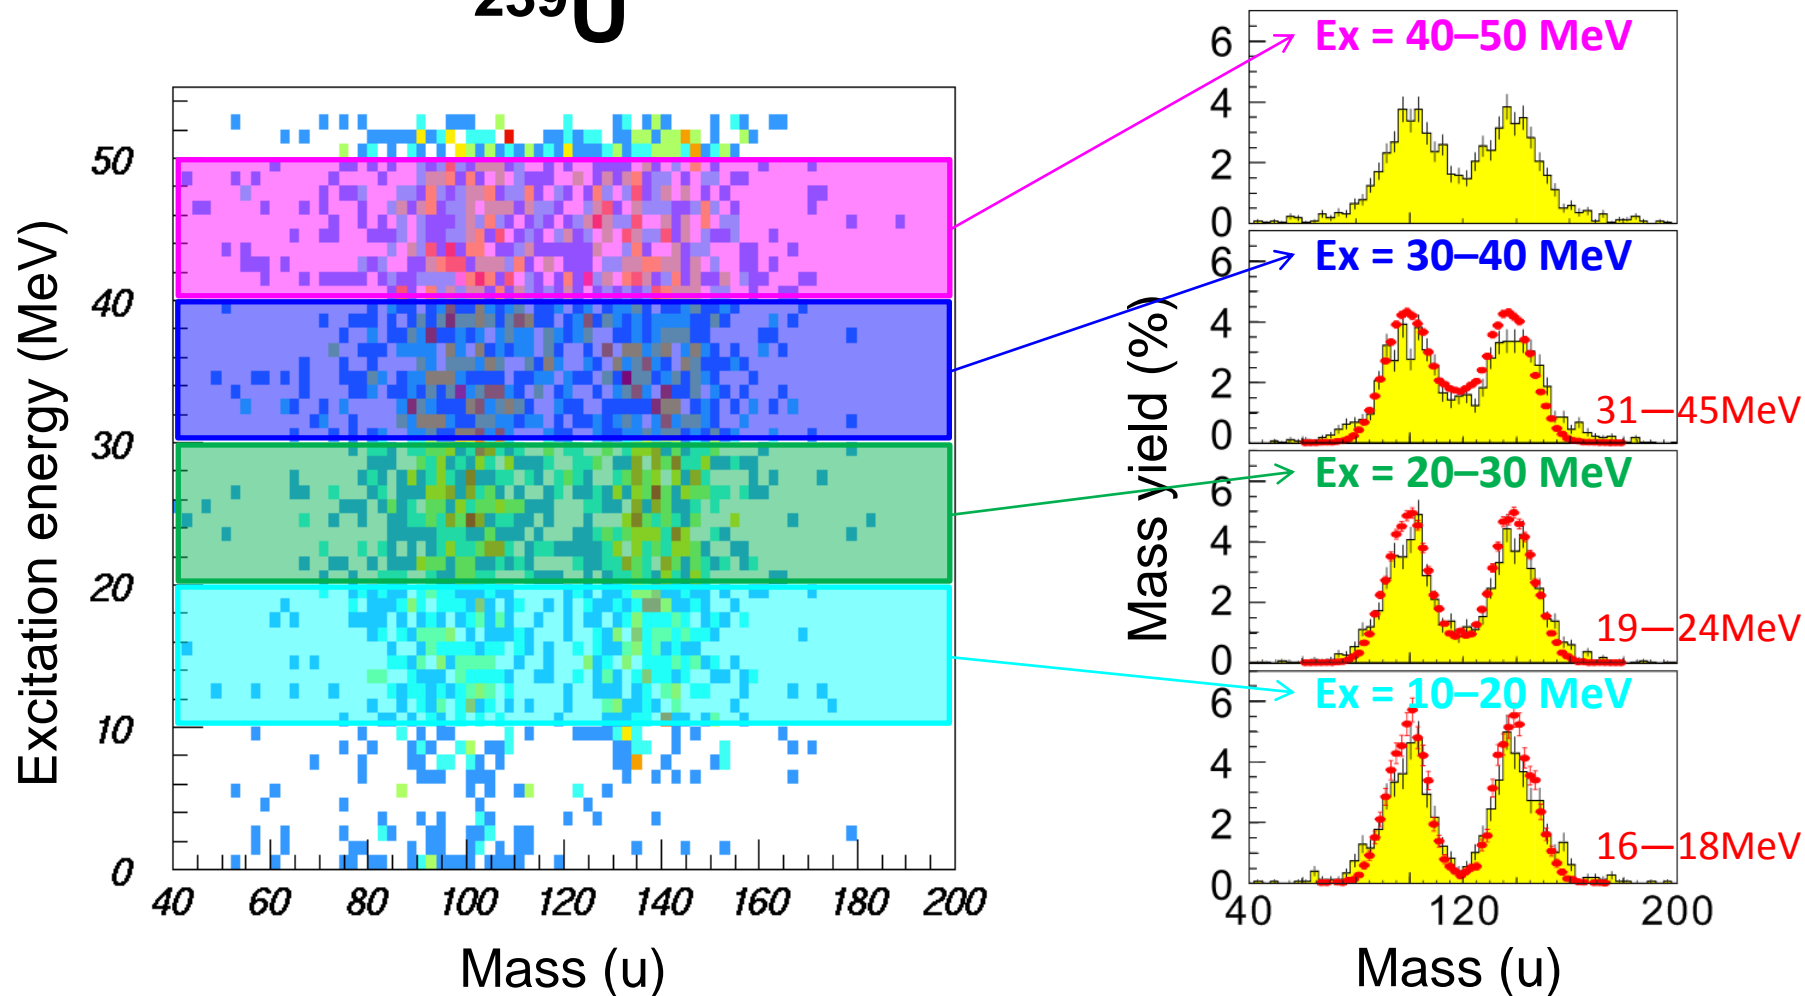 239U
Excitation energy (MeV)
50
40
30
20
10
0
40 60 80 100 120 140 160 180 200
Mass (u)
Mass yield (%)
Ex = 40–50 MeV
6
4
2
0
Ex = 30–40 MeV
6
4
2
0
31—45MeV
Ex = 20–30 MeV
6
4
2
0
19—24MeV
Ex = 10–20 MeV
6
4
2
0
16—18MeV
40 120 200
Mass (u)